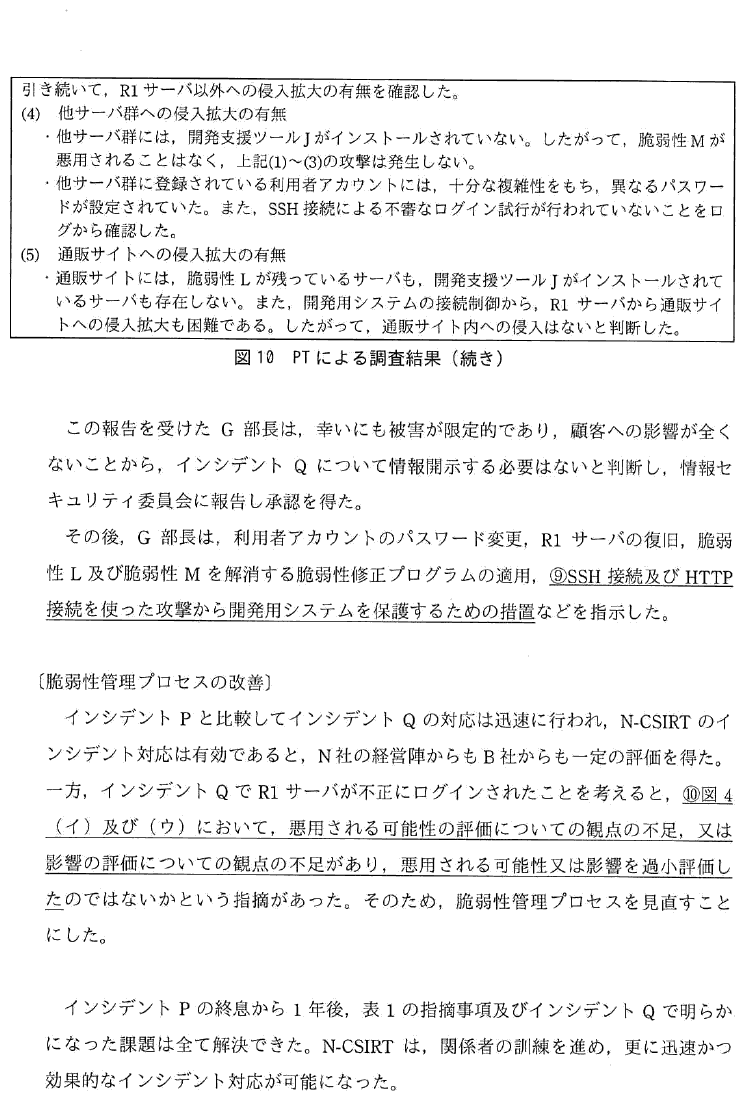 引き続いて，R1 サーバ以外への侵入拡大の有無を確認した。
(4) 他サーバ群への侵入拡大の有無
・他サーバ群には，開発支援ツール J がインストールされていない。したがって，脆弱性 M が
悪用されることはなく，上記(1)～(3)の攻撃は発生しない。
・他サーバ群に登録されている利用者アカウントには，十分な複雑性をもち，異なるパスワー
ドが設定されていた。また，SSH 接続による不審なログイン試行が行われていないことをロ
グから確認した。
(5) 通販サイトへの侵入拡大の有無
・通販サイトには，脆弱性 L が残っているサーバも，開発支援ツール J がインストールされて
いるサーバも存在しない。また，開発用システムの接続制御から，R1 サーバから通販サイ
トへの侵入拡大も困難である。したがって，通販サイト内への侵入はないと判断した。
図 10 PT による調査結果（続き）
この報告を受けた G 部長は，幸いにも被害が限定的であり，顧客への影響が全く
ないことから，インシデント Q について情報開示する必要はないと判断し，情報セ
キュリティ委員会に報告し承認を得た。
その後，G 部長は，利用者アカウントのパスワード変更，R1 サーバの復旧，脆弱
性 L 及び脆弱性 M を解消する脆弱性修正プログラムの適用，⑨SSH 接続及び HTTP
接続を使った攻撃から開発用システムを保護するための措置などを指示した。
〔脆弱性管理プロセスの改善〕
インシデント P と比較してインシデント Q の対応は迅速に行われ，N-CSIRT のイ
ンシデント対応は有効であると，N 社の経営陣からも B 社からも一定の評価を得た。
一方，インシデント Q で R1 サーバが不正にログインされたことを考えると，⑩図 4
（イ）及び（ウ）において，悪用される可能性の評価についての観点の不足，又は
影響の評価についての観点の不足があり，悪用される可能性又は影響を過小評価し
たのではないかという指摘があった。そのため，脆弱性管理プロセスを見直すこと
にした。
インシデント P の終息から 1 年後，表 1 の指摘事項及びインシデント Q で明らか
になった課題は全て解決できた。N-CSIRT は，関係者の訓練を進め，更に迅速かつ
効果的なインシデント対応が可能になった。